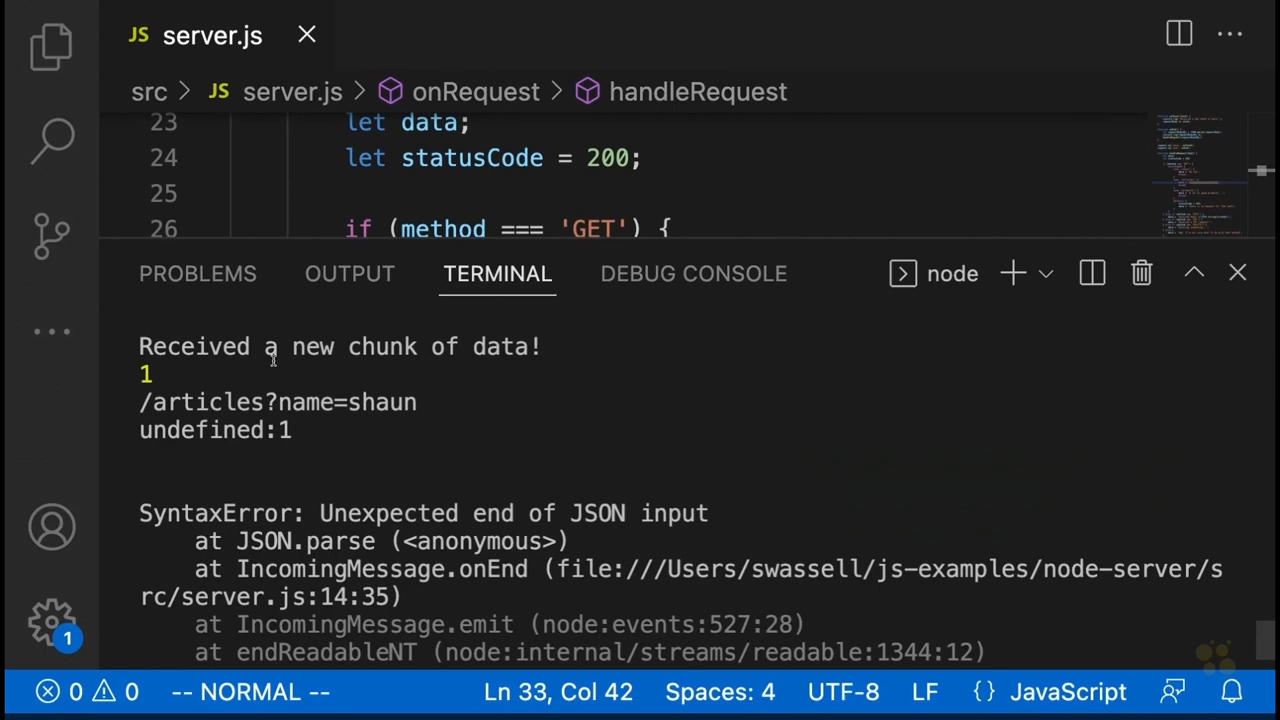 JS server.js
src > JS server.js > onRequest > handleRequest
23 let data;
24 let statusCode = 200;
25
26 if (method === 'GET') {
PROBLEMS OUTPUT TERMINAL DEBUG CONSOLE node
Received a new chunk of data!
1
/articles?name=shaun
undefined:1
SyntaxError: Unexpected end of JSON input
at JSON.parse (<anonymous>)
at IncomingMessage.onEnd (file:///Users/swassell/js-examples/node-server/s
rc/server.js:14:35)
at IncomingMessage.emit (node:events:527:28)
at endReadableNT (node:internal/streams/readable:1344:12)
1
0 0 -- NORMAL -- Ln 33, Col 42 Spaces: 4 UTF-8 LF {} JavaScript